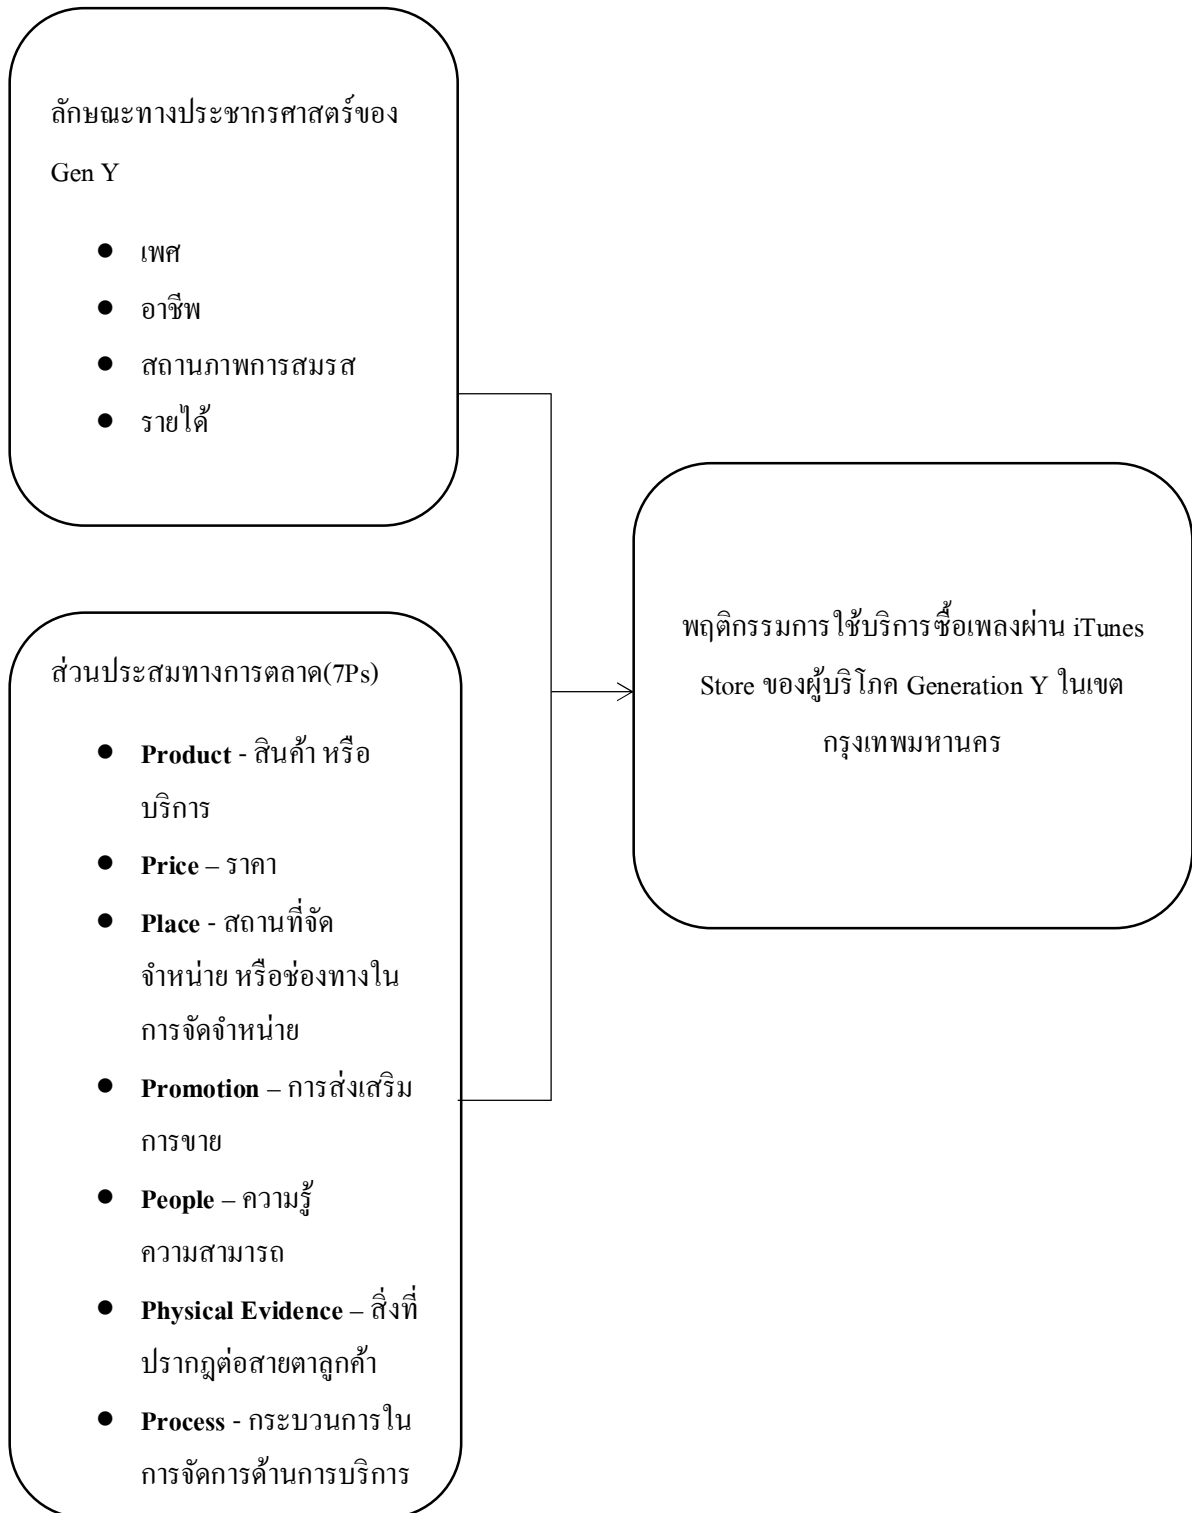 ลักษณะทางประชากรศาสตร์ของ
Gen Y
● เพศ
● อาชีพ
● สถานภาพการสมรส
● รายได้
ส่วนประสมทางการตลาด(7Ps)
● Product - สินค้า หรือ
บริการ
● Price – ราคา
● Place - สถานที่จัด
จำหน่าย หรือช่องทางใน
การจัดจำหน่าย
● Promotion – การส่งเสริม
การขาย
● People – ความรู้
ความสามารถ
● Physical Evidence – สิ่งที่
ปรากฎต่อสายตาลูกค้า
● Process - กระบวนการใน
การจัดการด้านการบริการ
พฤติกรรมการใช้บริการซื้อเพลงผ่าน iTunes
Store ของผู้บริโภค Generation Y ในเขต
กรุงเทพมหานคร